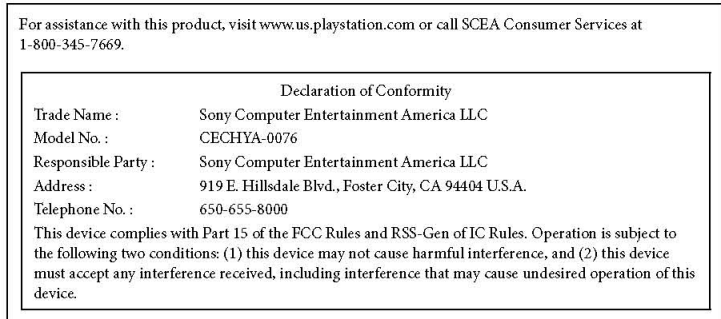 For assistance with this product, visit www.us.playstation.com or call SCEA Consumer Services at
1-800-345-7669.
Declaration of Conformity
Trade Name : Sony Computer Entertainment America LLC
Model No. : CECHYA-0076
Responsible Party : Sony Computer Entertainment America LLC
Address : 919 E. Hillsdale Blvd., Foster City, CA 94404 U.S.A.
Telephone No. : 650-655-8000
This device complies with Part 15 of the FCC Rules and RSS-Gen of IC Rules. Operation is subject to
the following two conditions: (1) this device may not cause harmful interference, and (2) this device
must accept any interference received, including interference that may cause undesired operation of this
device.